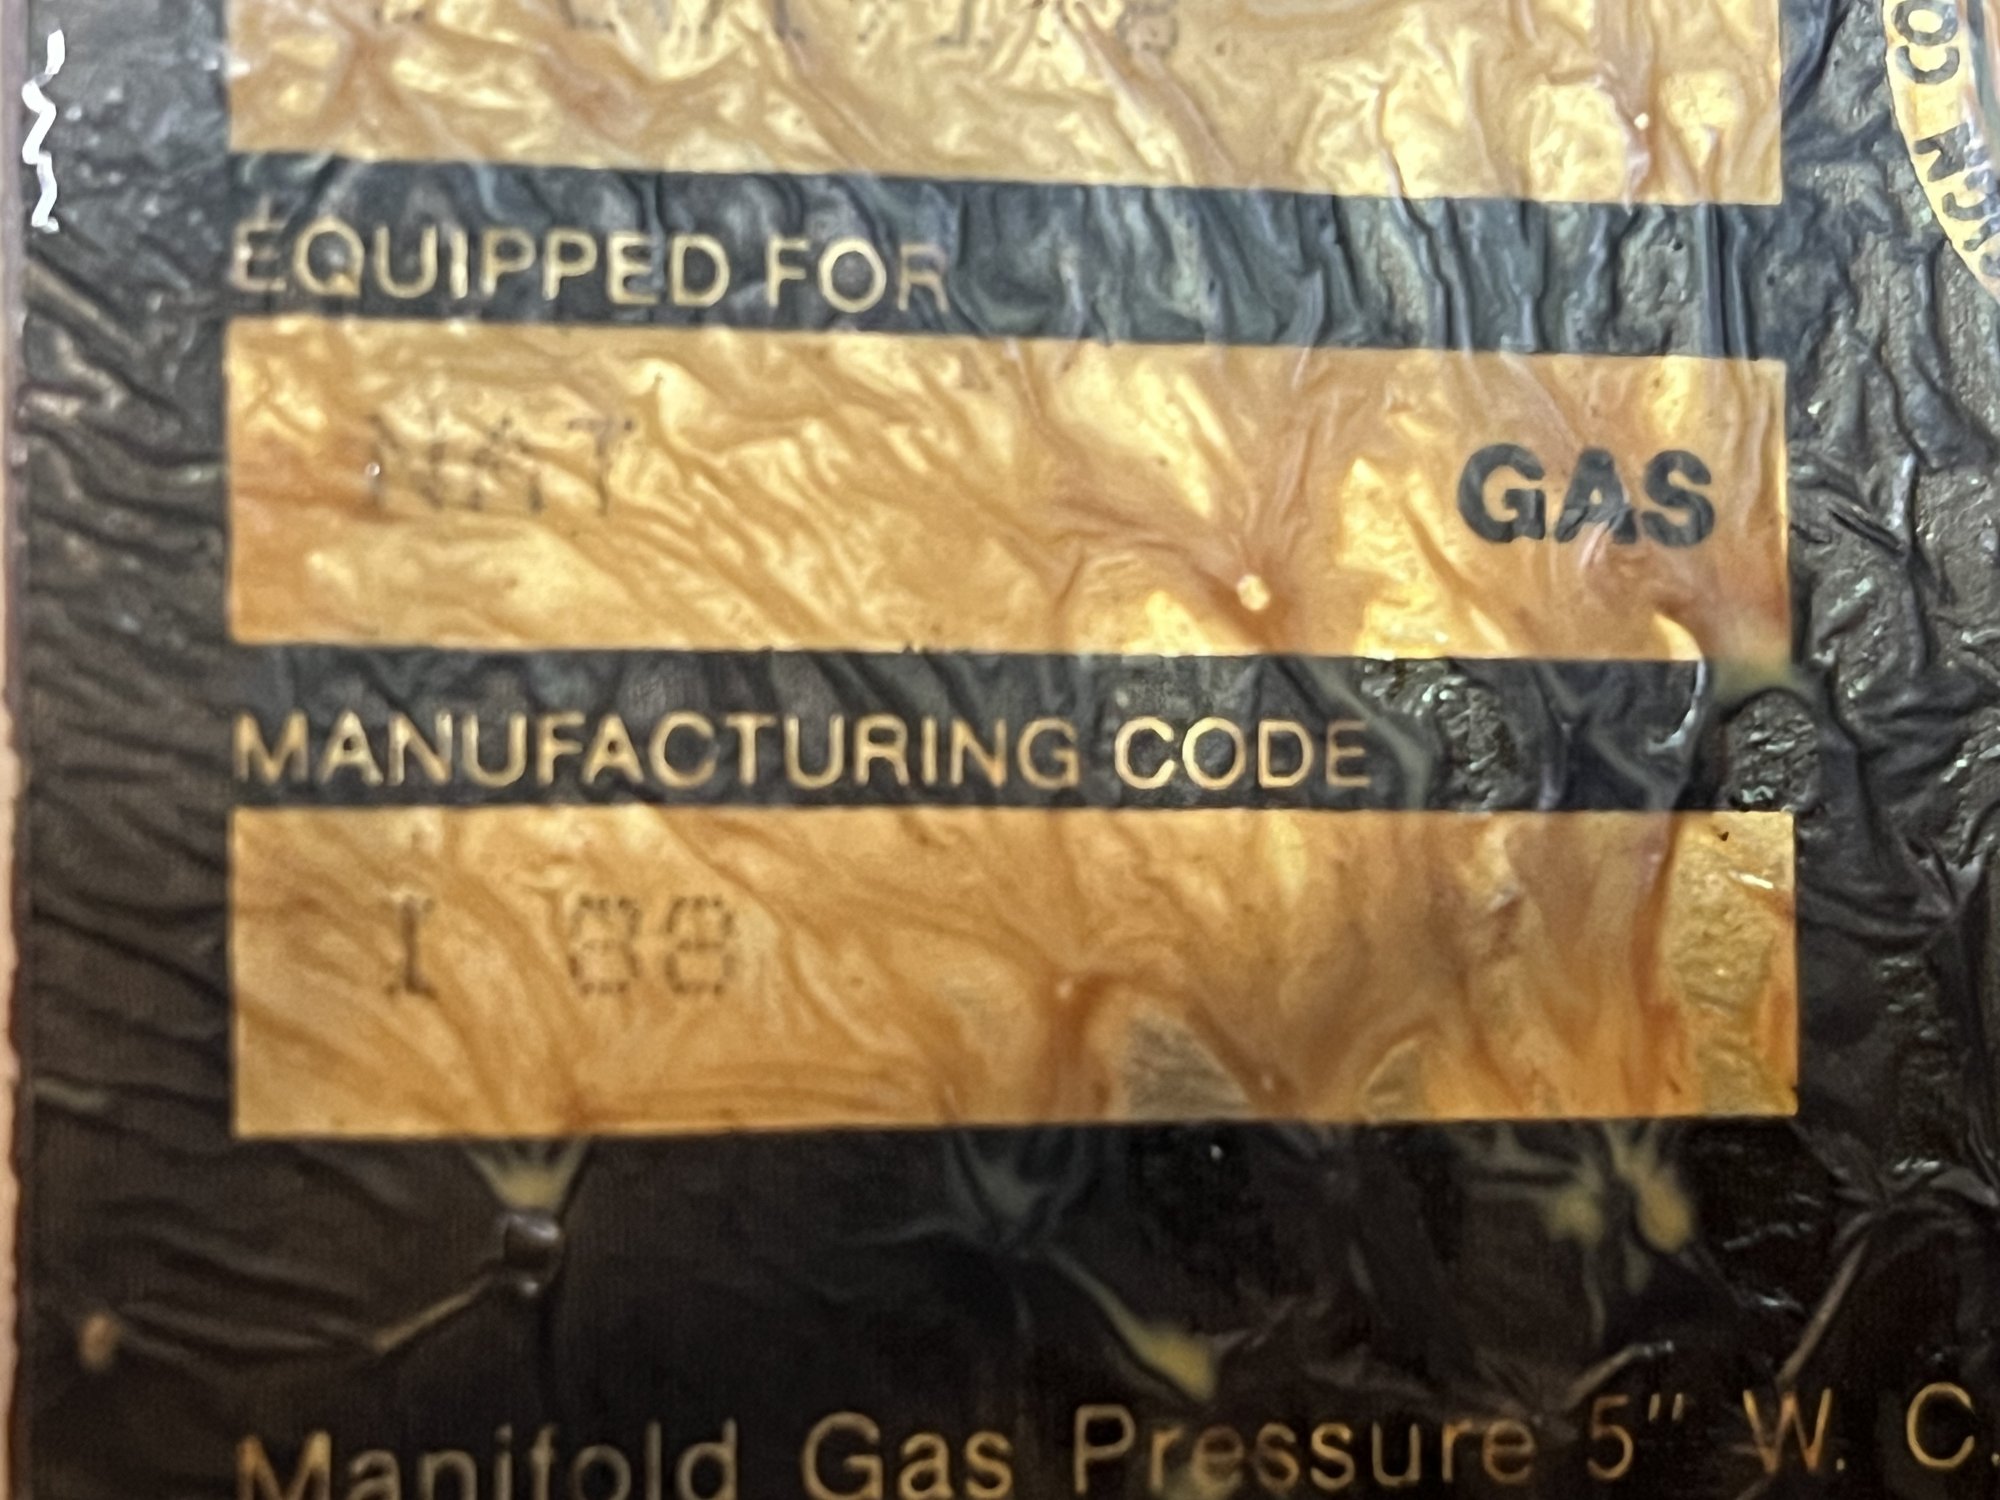 EQUIPPED FOR
NAT GAS
MANUFACTURING CODE
I 88
Manifold Gas Pressure 5" W. C.